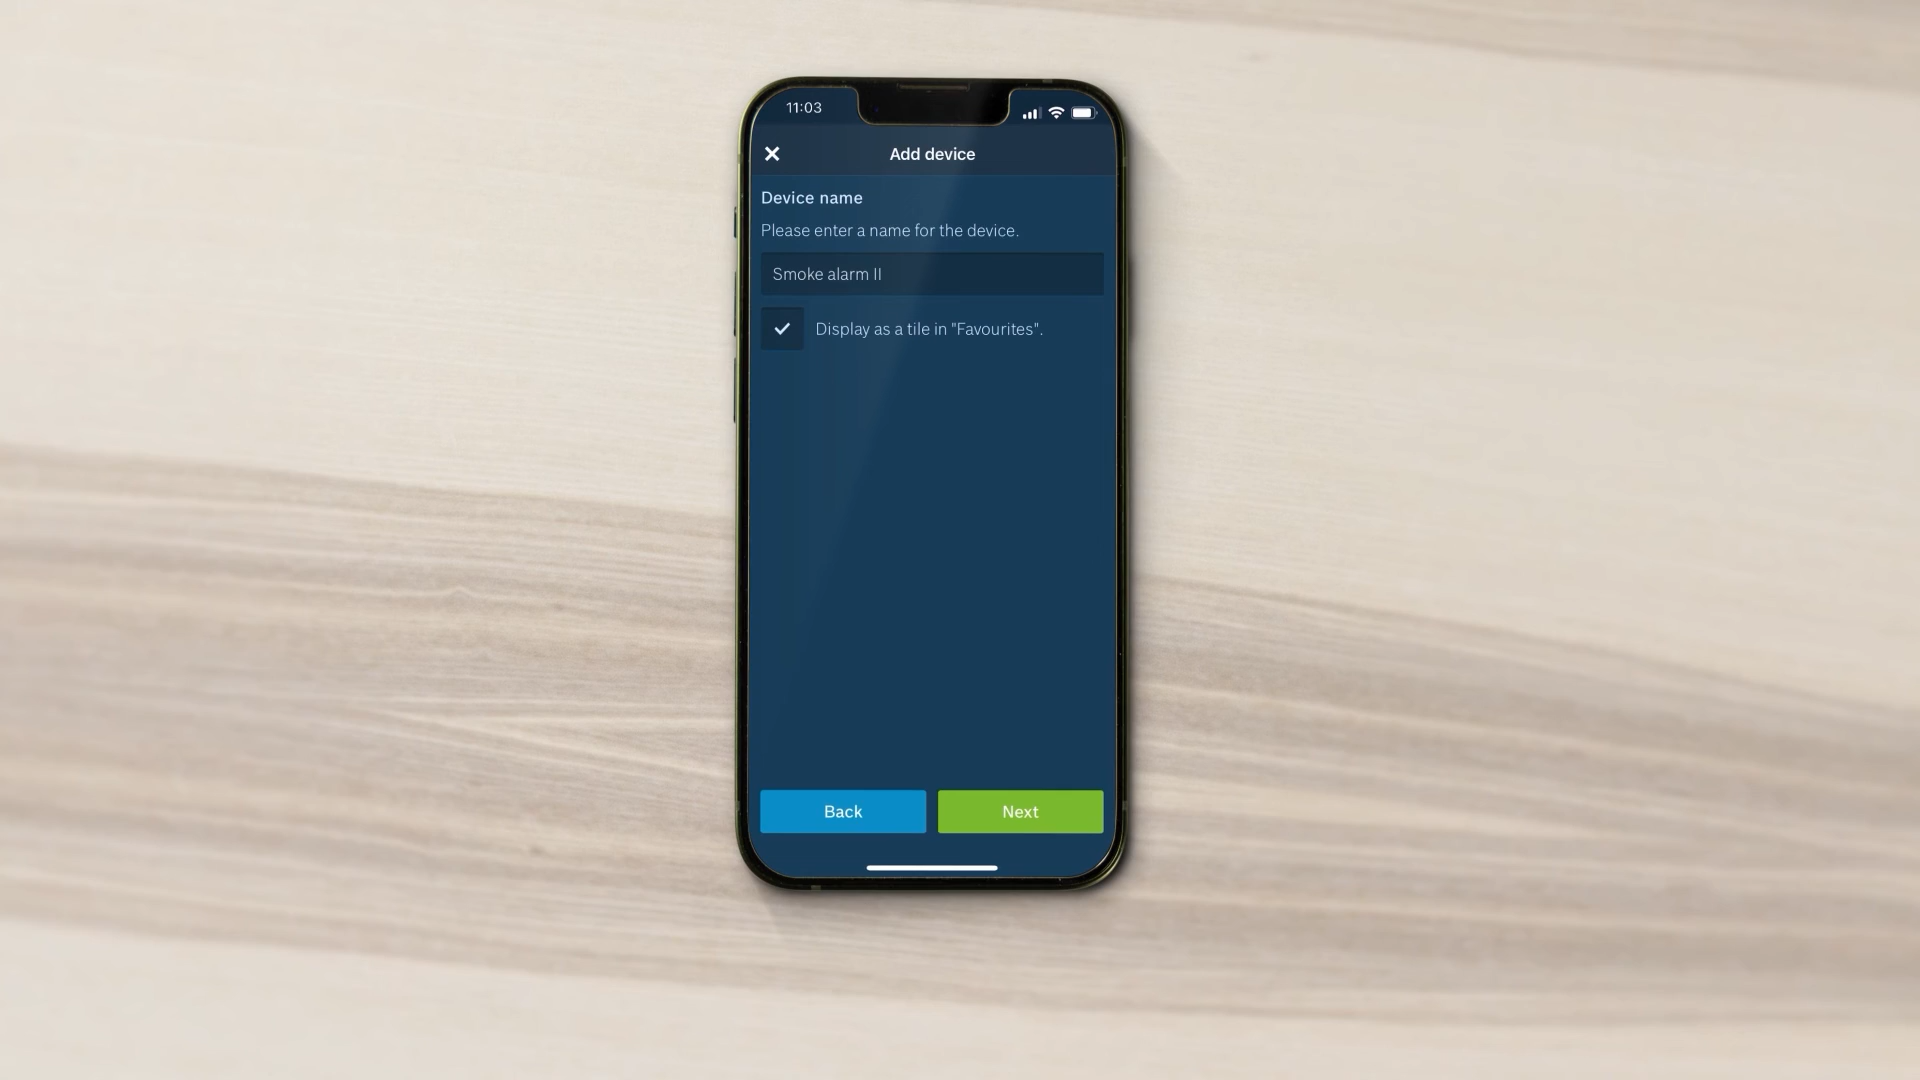 11:03
Add device
Device name
Please enter a name for the device.
Smoke alarm II
Display as a tile in "Favourites".
Back
Next